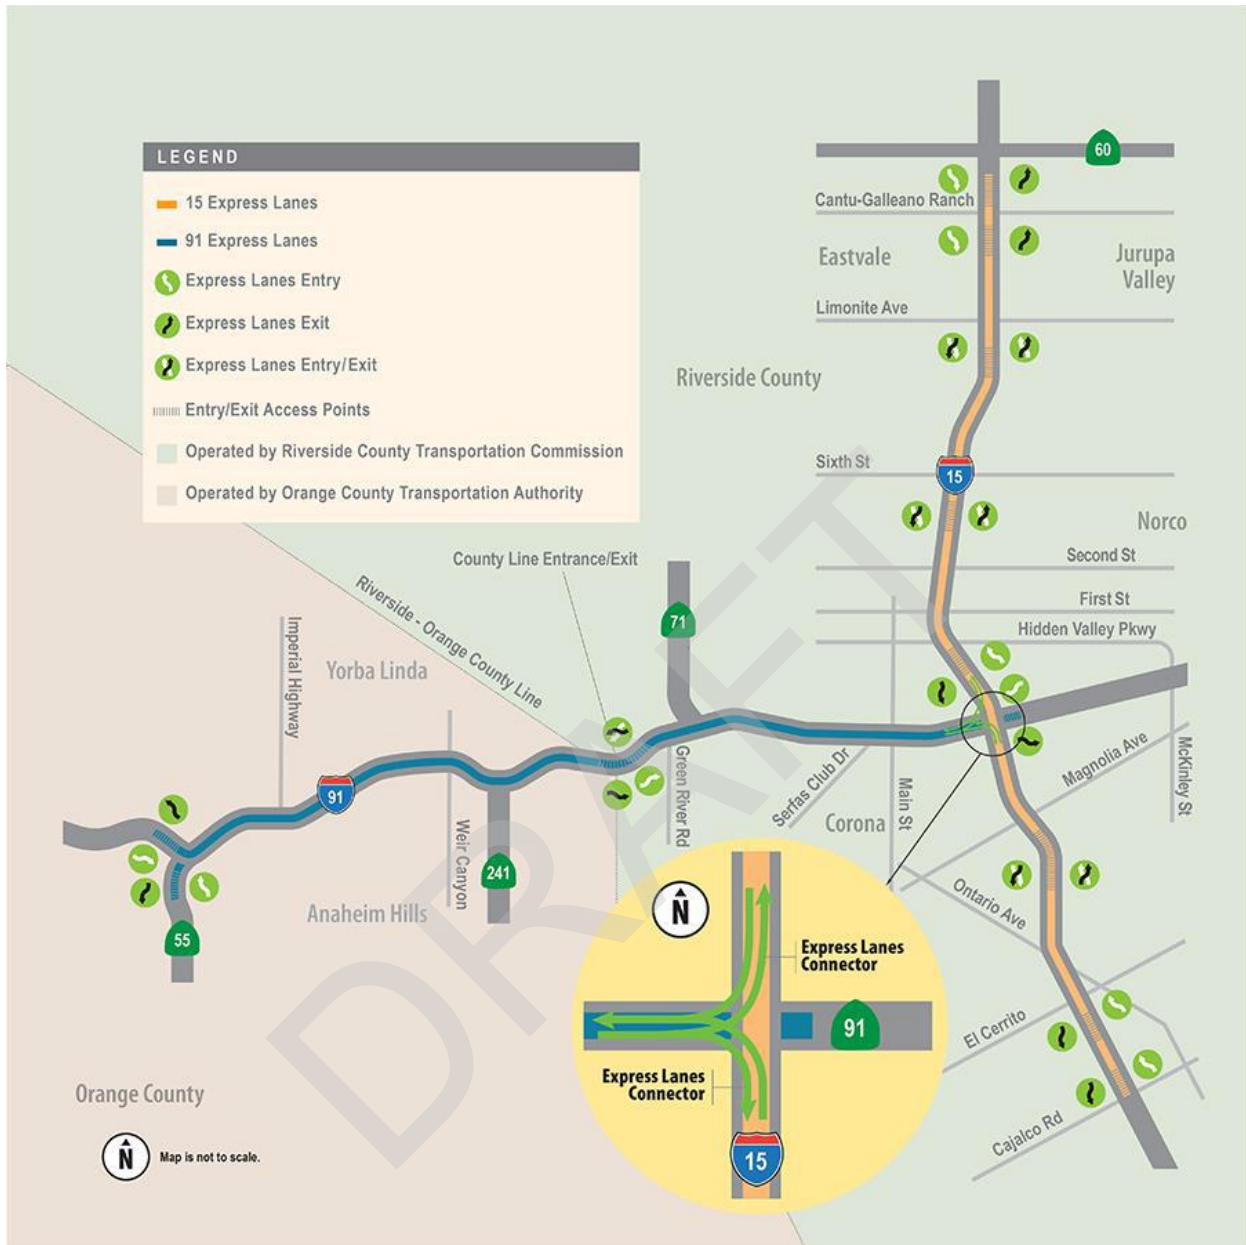 LEGEND
15 Express Lanes
91 Express Lanes
Express Lanes Entry
Express Lanes Exit
Express Lanes Entry/Exit
Entry/Exit Access Points
Operated by Riverside County Transportation Commission
Operated by Orange County Transportation Authority
60
Cantu-Galleano Ranch
Eastvale
Jurupa
Valley
Limonite Ave
Riverside County
Sixth St
15
Norco
Second St
First St
Hidden Valley Pkwy
County Line Entrance/Exit
Riverside - Orange County Line
71
Imperial Highway
Yorba Linda
91
Weir Canyon
241
Anaheim Hills
55
Green River Rd
Serfas Club Dr
Main St
Corona
Magnolia Ave
McKinley St
Ontario Ave
El Cerrito
Cajalco Rd
N
Express Lanes
Connector
91
Express Lanes
Connector
15
Orange County
N
Map is not to scale.
DRAFT